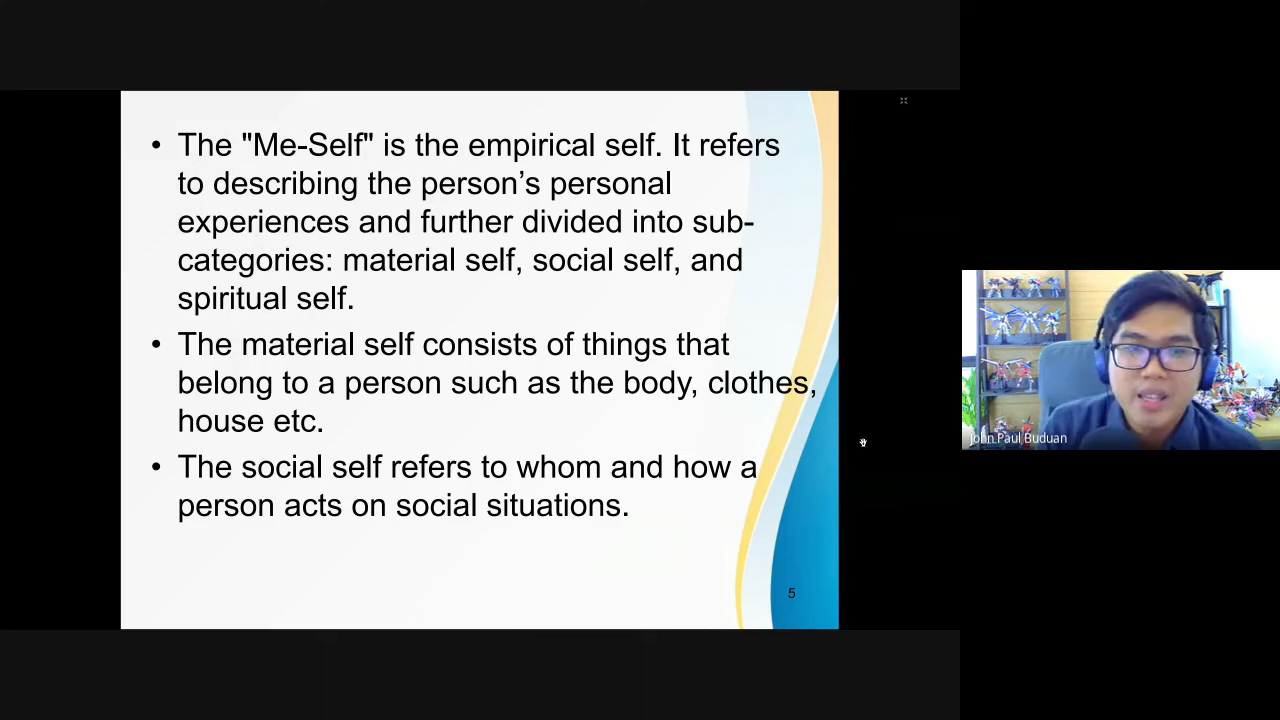 • The "Me-Self" is the empirical self. It refers
to describing the person’s personal
experiences and further divided into sub-
categories: material self, social self, and
spiritual self.
• The material self consists of things that
belong to a person such as the body, clothes,
house etc.
• The social self refers to whom and how a
person acts on social situations.
5
John Paul Buduan